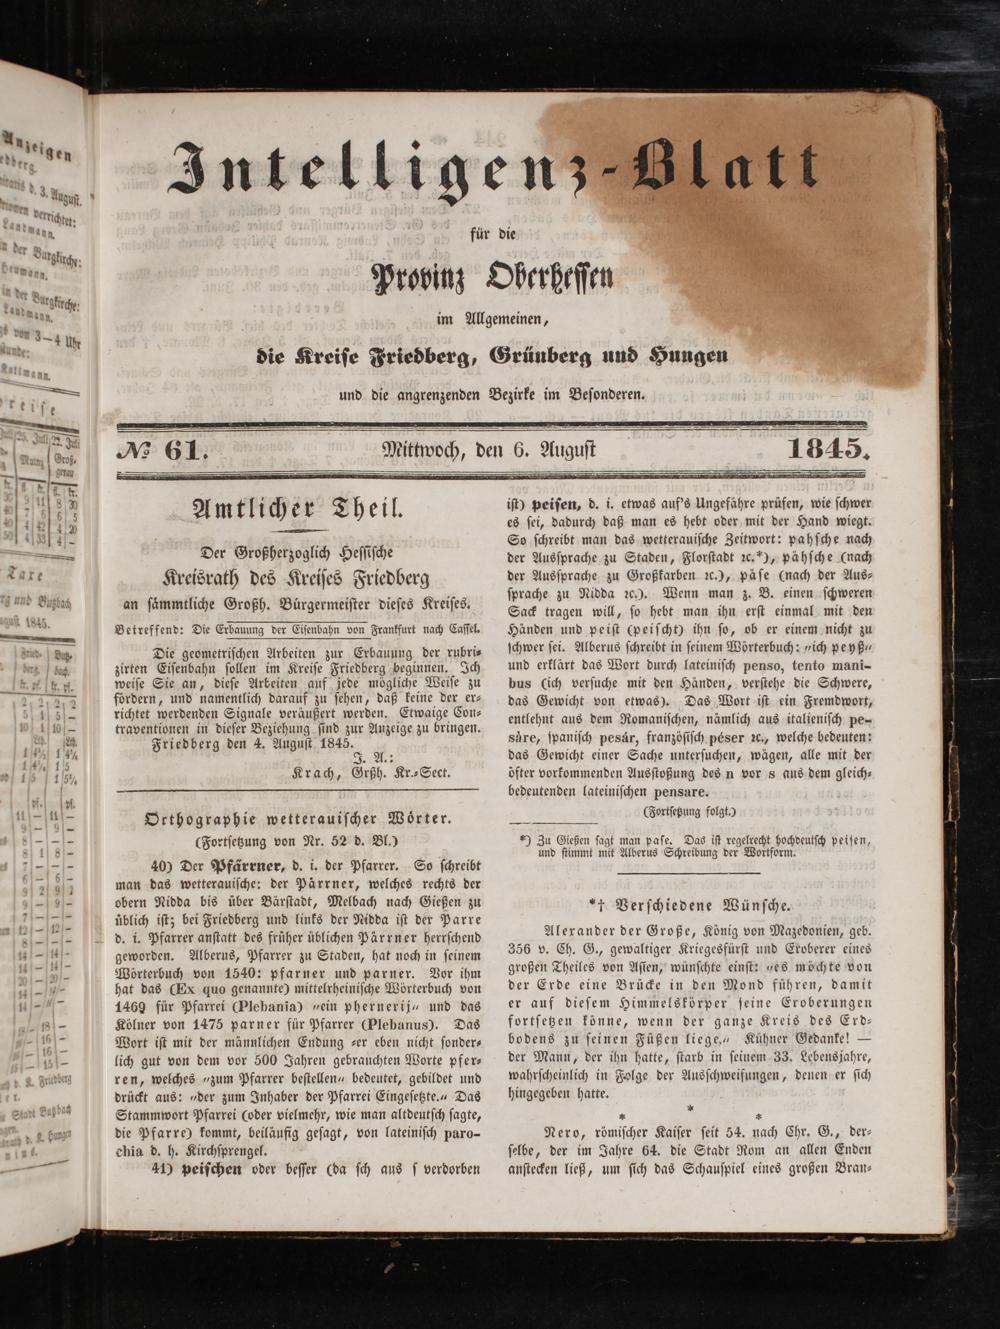 Intelligenz-Blatt
für die
Provinz Oberhessen
im Allgemeinen,
die Kreise Friedberg, Grünberg und Hungen
und die angrenzenden Bezirke im Besonderen.
№ 61.
Mittwoch, den 6. August
1845.
Amtlicher Theil.
Der Großherzoglich Hessische
Kreisrath des Kreises Friedberg
an sämmtliche Großh. Bürgermeister dieses Kreises.
Betreffend: Die Erbauung der Eisenbahn von Frankfurt nach Cassel.
Die geometrischen Arbeiten zur Erbauung der rubri-
zirten Eisenbahn sollen im Kreise Friedberg beginnen. Ich
weise Sie an, diese Arbeiten auf jede mögliche Weise zu
fördern, und namentlich darauf zu sehen, daß keine der er-
richtet werdenden Signale veräußert werden. Etwaige Con-
traventionen in dieser Beziehung sind zur Anzeige zu bringen.
Friedberg den 4. August 1845.
J. A.:
Krach, Grßh. Kr.-Sect.
Orthographie wetterauischer Wörter.
(Fortsetzung von Nr. 52 d. Bl.)
40) Der Pfärrner, d. i. der Pfarrer. So schreibt
man das wetterauische: der Pàrrner, welches rechts der
obern Nidda bis über Bärstadt, Melbach nach Gießen zu
üblich ist; bei Friedberg und links der Nidda ist der Parre
d. i. Pfarrer anstatt des früher üblichen Pàrrner herrschend
geworden. Alberus, Pfarrer zu Staden, hat noch in seinem
Wörterbuch von 1540: pfarner und parner. Vor ihm
hat das (Ex quo genannte) mittelrheinische Wörterbuch von
1469 für Pfarrei (Plebania) »ein phernerij« und das
Kölner von 1475 parner für Pfarrer (Plebanus). Das
Wort ist mit der männlichen Endung -er eben nicht sonder-
lich gut von dem vor 500 Jahren gebrauchten Worte pfer-
ren, welches »zum Pfarrer bestellen« bedeutet, gebildet und
drückt aus: »der zum Inhaber der Pfarrei Eingesetzte.« Das
Stammwort Pfarrei (oder vielmehr, wie man altdeutsch sagte,
die Pfarre) kommt, beiläufig gesagt, von lateinisch paro-
chia d. h. Kirchsprengel.
41) peischen oder besser (da sch aus s verdorben
ist) peisen, d. i. etwas auf's Ungefähre prüfen, wie schwer
es sei, dadurch daß man es hebt oder mit der Hand wiegt.
So schreibt man das wetterauische Zeitwort: pahsche nach
der Aussprache zu Staden, Florstadt ꝛc.*), pàhsche (nach
der Aussprache zu Großkarben ꝛc.), pàse (nach der Aus-
sprache zu Nidda ꝛc.). Wenn man z. B. einen schweren
Sack tragen will, so hebt man ihn erst einmal mit den
Händen und peist (peischt) ihn so, ob er einem nicht zu
schwer sei. Alberus schreibt in seinem Wörterbuch: »ich peyß«
und erklärt das Wort durch lateinisch penso, tento mani-
bus (ich versuche mit den Händen, verstehe die Schwere,
das Gewicht von etwas). Das Wort ist ein Fremdwort,
entlehnt aus dem Romanischen, nämlich aus italienisch pe-
sàre, spanisch pesár, französisch péser ꝛc., welche bedeuten:
das Gewicht einer Sache untersuchen, wägen, alle mit der
öfter vorkommenden Ausstoßung des n vor s aus dem gleich-
bedeutenden lateinischen pensare.
(Fortsetzung folgt.)
*) Zu Gießen sagt man pase. Das ist regelrecht hochdeutsch peisen,
und stimmt mit Alberus Schreibung der Wortform.
*† Verschiedene Wünsche.
Alexander der Große, König von Mazedonien, geb.
356 v. Ch. G., gewaltiger Kriegesfürst und Eroberer eines
großen Theiles von Asien, wünschte einst: »es möchte von
der Erde eine Brücke in den Mond führen, damit
er auf diesem Himmelskörper seine Eroberungen
fortsetzen könne, wenn der ganze Kreis des Erd-
bodens zu seinen Füßen liege.« Kühner Gedanke! —
der Mann, der ihn hatte, starb in seinem 33. Lebensjahre,
wahrscheinlich in Folge der Ausschweifungen, denen er sich
hingegeben hatte.
* * *
Nero, römischer Kaiser seit 54. nach Chr. G., der-
selbe, der im Jahre 64. die Stadt Rom an allen Enden
anstecken ließ, um sich das Schauspiel eines großen Bran-